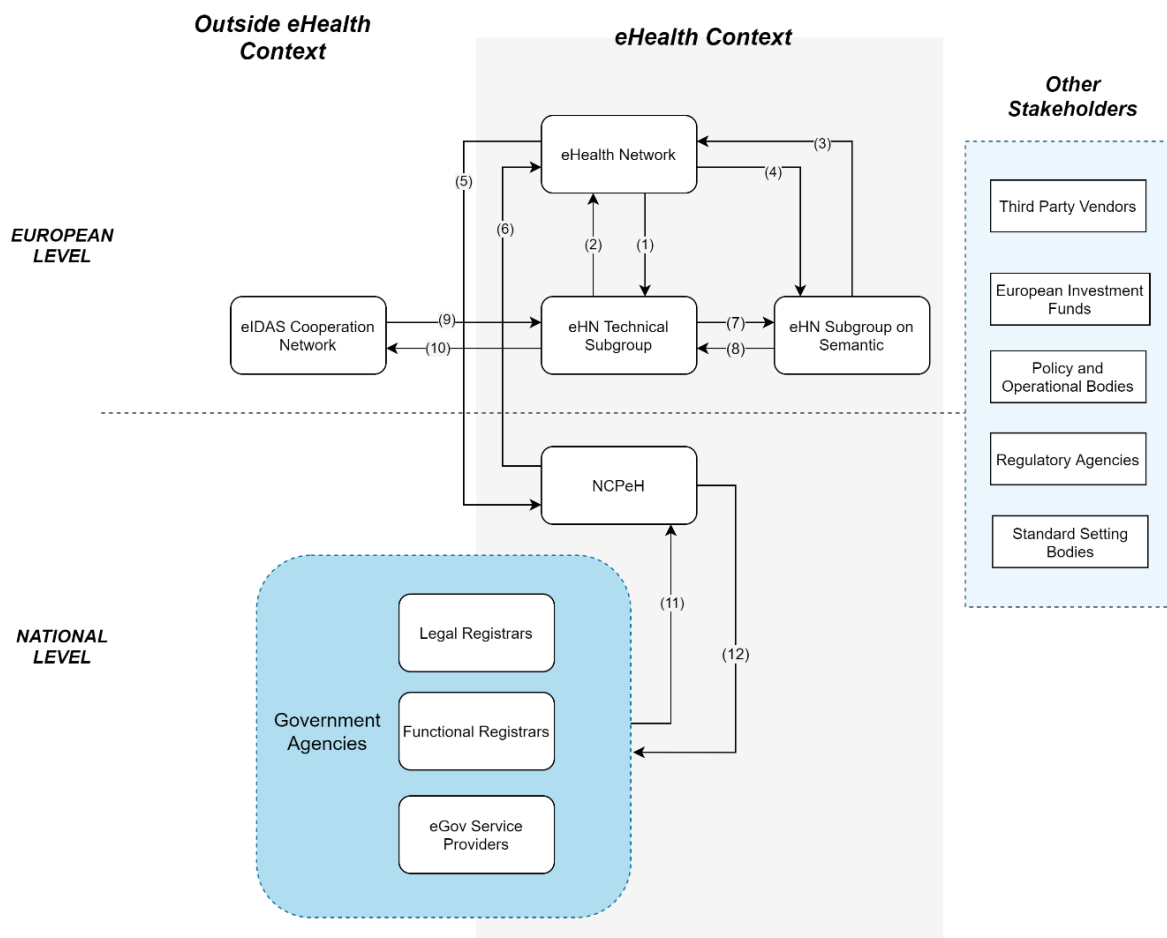 Outside eHealth
Context
eHealth Context
Other
Stakeholders
eHealth Network
(3)
(4)
(5)
(6)
(2)
(1)
Third Party Vendors
EUROPEAN
LEVEL
European Investment
Funds
eIDAS Cooperation
Network
(9)
(10)
eHN Technical
Subgroup
(7)
(8)
eHN Subgroup on
Semantic
Policy and
Operational Bodies
Regulatory Agencies
NCPeH
Standard Setting
Bodies
(11)
(12)
NATIONAL
LEVEL
Legal Registrars
Government
Agencies
Functional Registrars
eGov Service
Providers